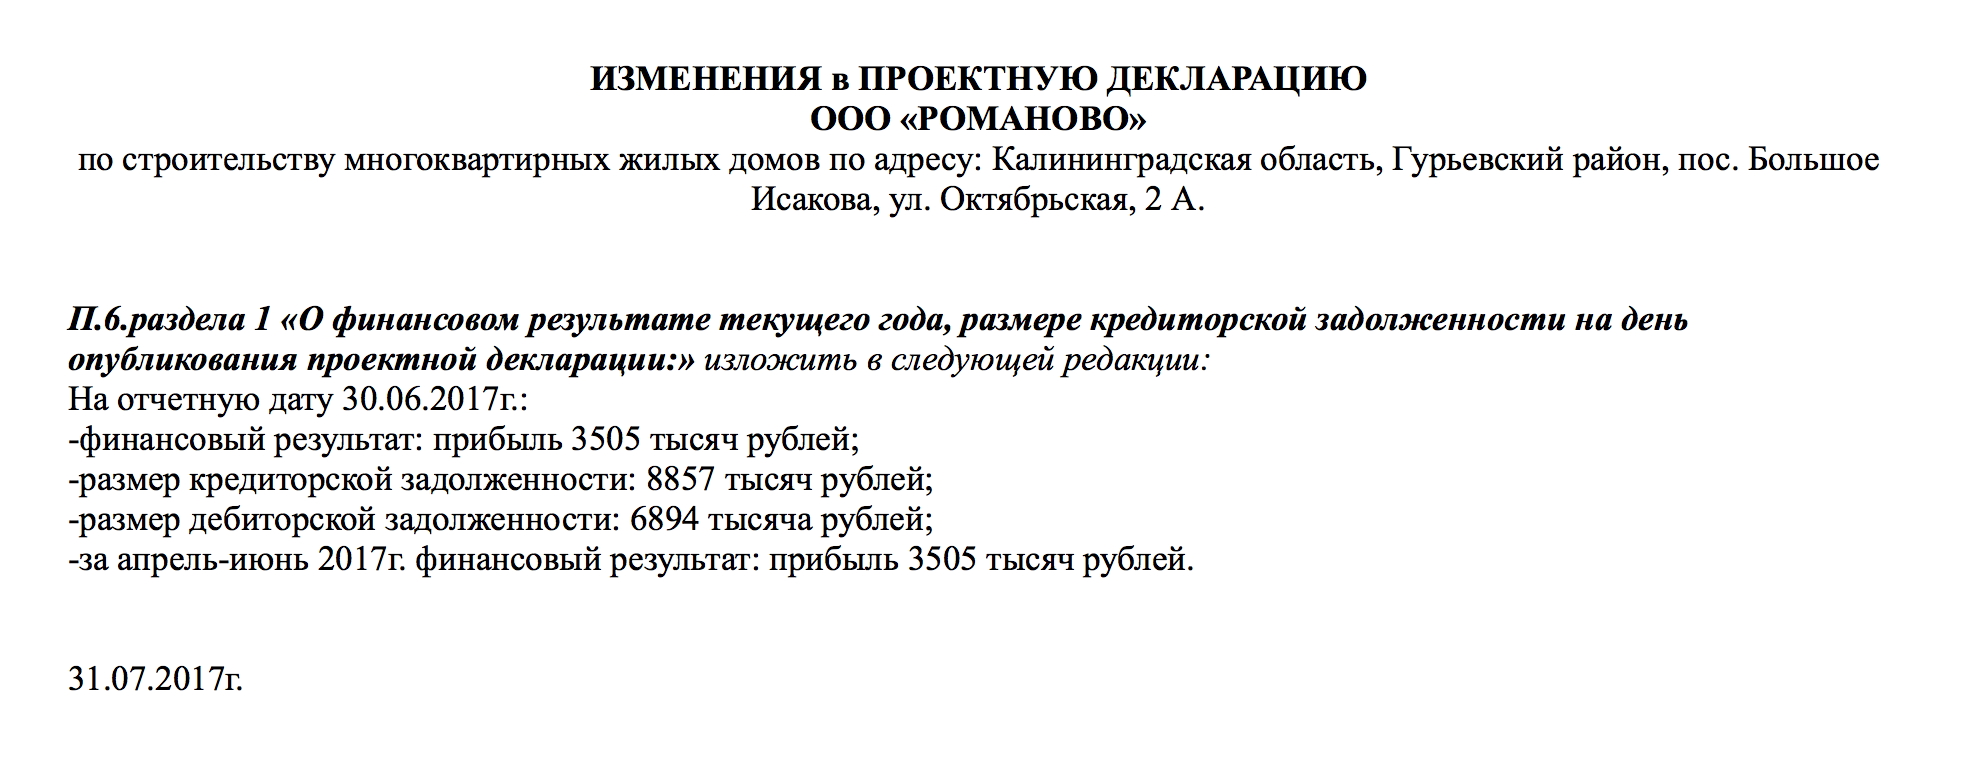 ИЗМЕНЕНИЯ в ПРОЕКТНУЮ ДЕКЛАРАЦИЮ
ООО «РОМАНОВО»
по строительству многоквартирных жилых домов по адресу: Калининградская область, Гурьевский район, пос. Большое
Исакова, ул. Октябрьская, 2 А.
П.6.раздела 1 «О финансовом результате текущего года, размере кредиторской задолженности на день
опубликования проектной декларации:» изложить в следующей редакции:
На отчетную дату 30.06.2017г.:
-финансовый результат: прибыль 3505 тысяч рублей;
-размер кредиторской задолженности: 8857 тысяч рублей;
-размер дебиторской задолженности: 6894 тысяча рублей;
-за апрель-июнь 2017г. финансовый результат: прибыль 3505 тысяч рублей.
31.07.2017г.